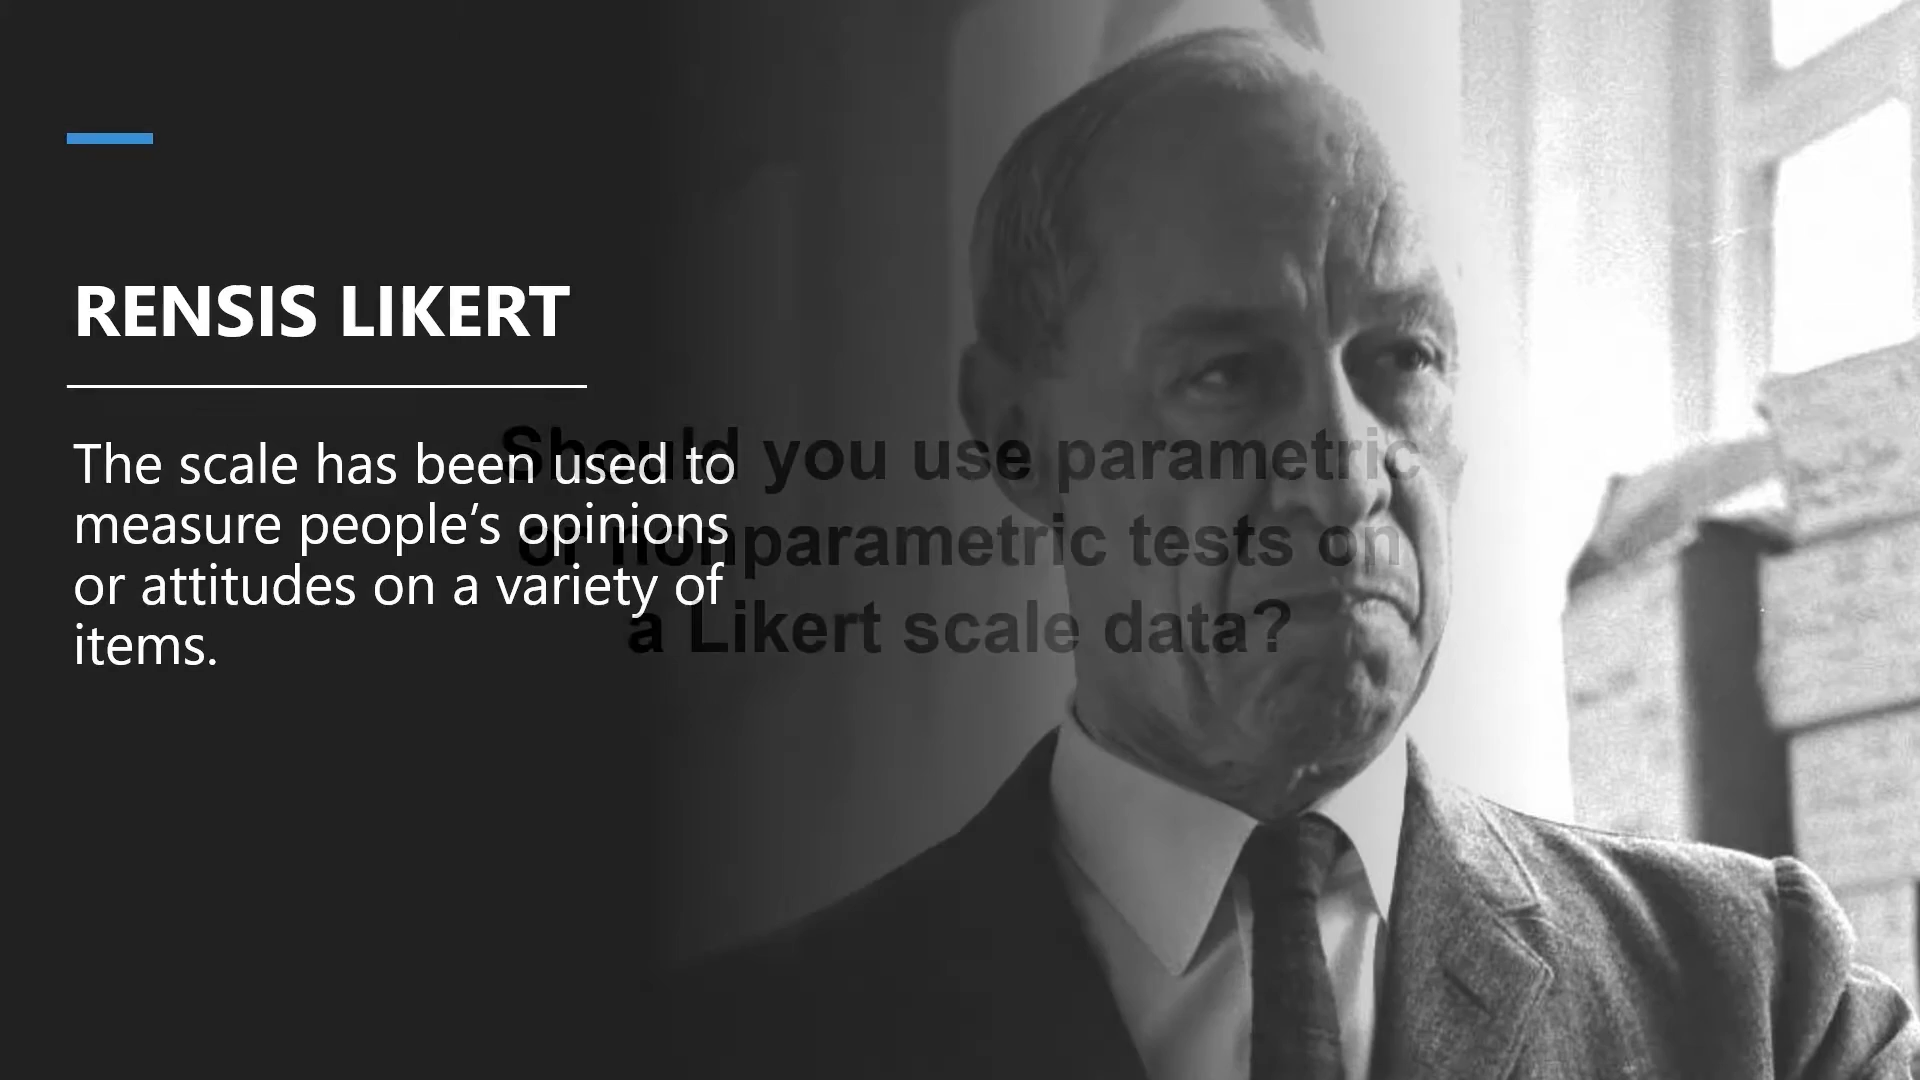 RENSIS LIKERT
The scale has been used to
measure people’s opinions
or attitudes on a variety of
items.
Should you use parametric
or nonparametric tests on
a Likert scale data?